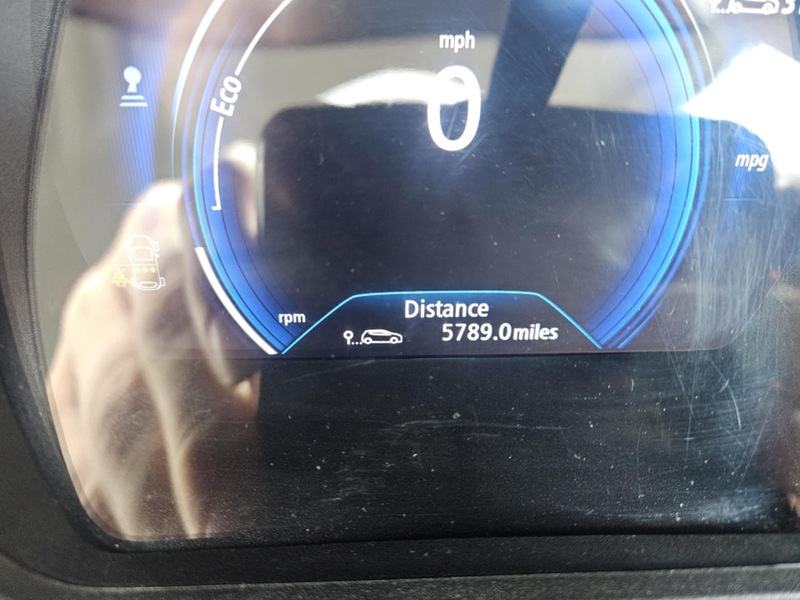 mph
Eco
0
mpg
rpm
Distance
5789.0miles